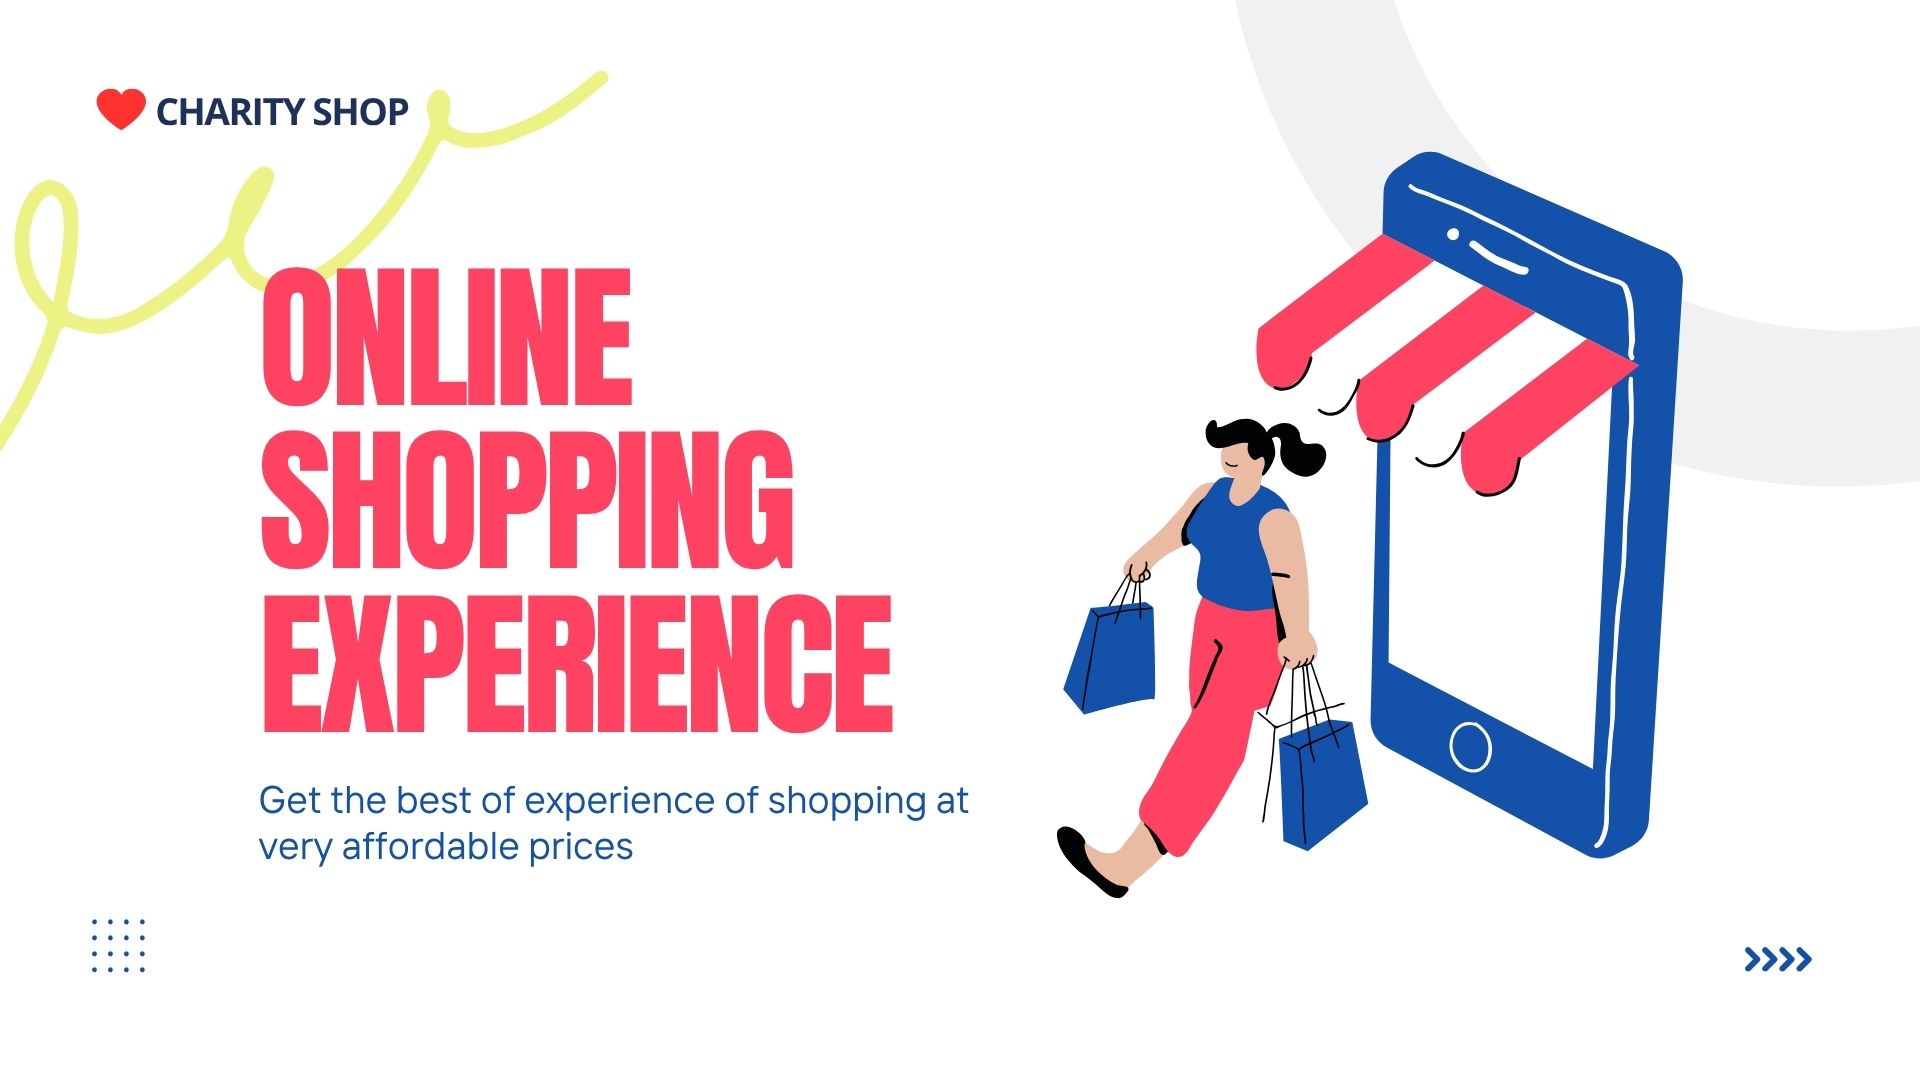 CHARITY SHOP
ONLINE
SHOPPING
EXPERIENCE
Get the best of experience of shopping at
very affordable prices